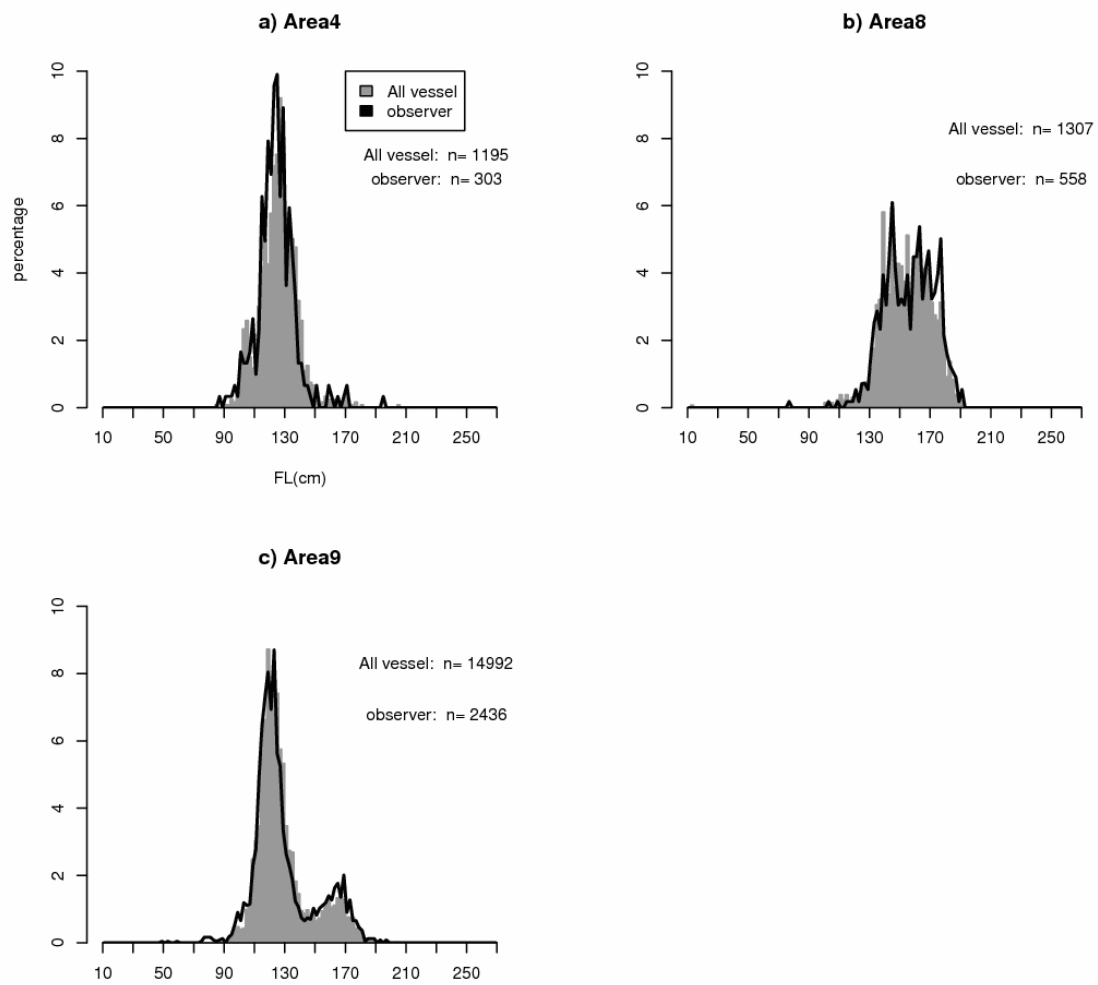 a) Area4
10
8
6
4
2
0
percentage
All vessel
observer
All vessel: n= 1195
observer: n= 303
10 50 90 130 170 210 250
FL(cm)
b) Area8
10
8
6
4
2
0
All vessel: n= 1307
observer: n= 558
10 50 90 130 170 210 250
c) Area9
10
8
6
4
2
0
All vessel: n= 14992
observer: n= 2436
10 50 90 130 170 210 250